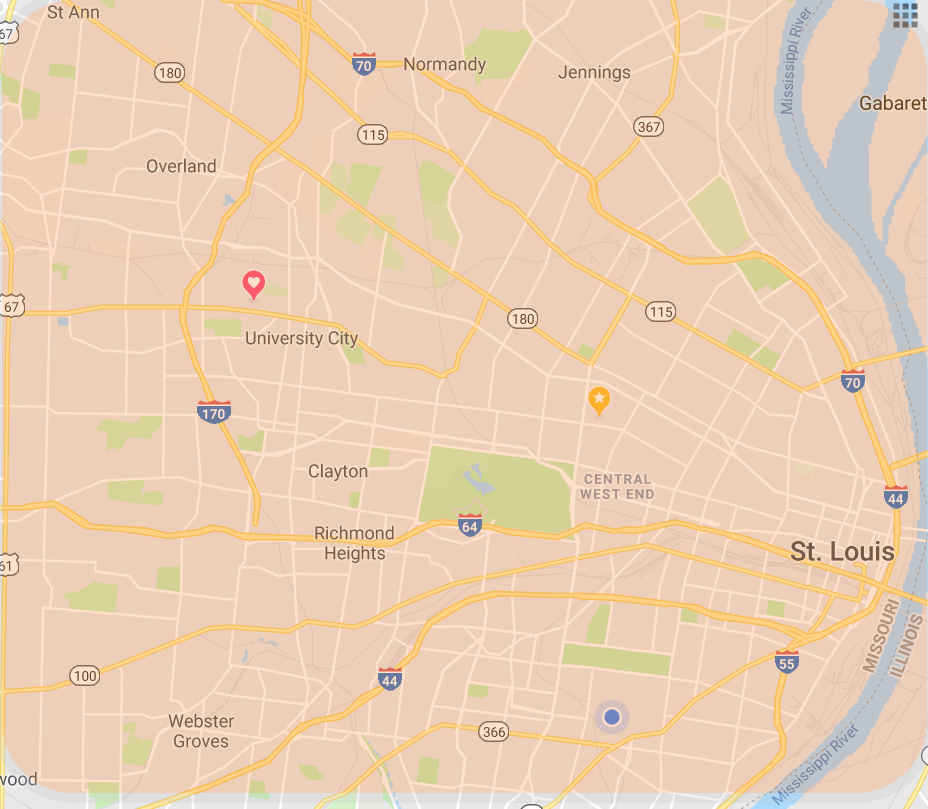 St Ann
67
180
70
Normandy
Jennings
Mississippi River
Gabaret
115
367
Overland
67
University City
180
115
70
170
Clayton
CENTRAL
WEST END
44
64
Richmond
Heights
St. Louis
61
MISSOURI
ILLINOIS
100
44
55
Webster
Groves
366
Mississippi River
wood